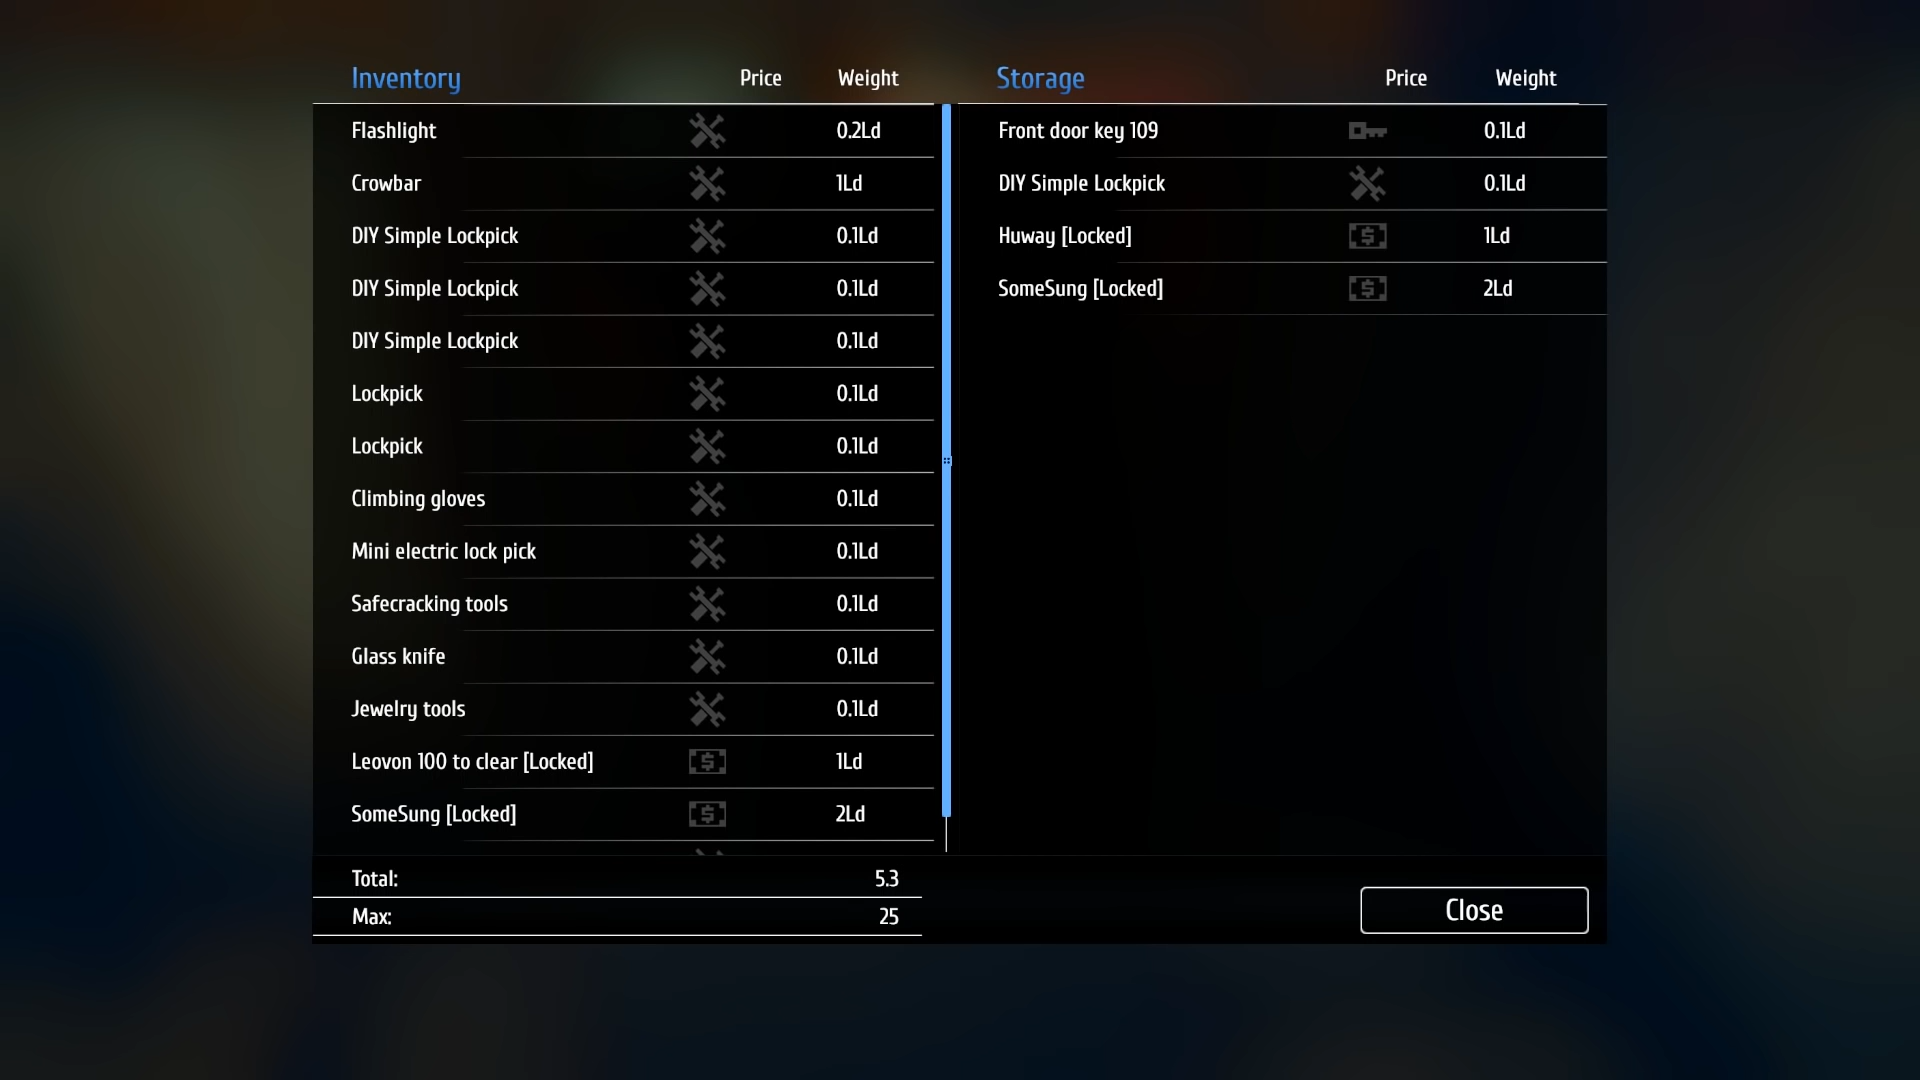 Inventory Price Weight
Flashlight 0.2Ld
Crowbar 1Ld
DIY Simple Lockpick 0.1Ld
DIY Simple Lockpick 0.1Ld
DIY Simple Lockpick 0.1Ld
Lockpick 0.1Ld
Lockpick 0.1Ld
Climbing gloves 0.1Ld
Mini electric lock pick 0.1Ld
Safecracking tools 0.1Ld
Glass knife 0.1Ld
Jewelry tools 0.1Ld
Leovon 100 to clear [Locked] 1Ld
SomeSung [Locked] 2Ld
Total: 5.3
Max: 25
Storage Price Weight
Front door key 109 0.1Ld
DIY Simple Lockpick 0.1Ld
Huway [Locked] 1Ld
SomeSung [Locked] 2Ld
Close